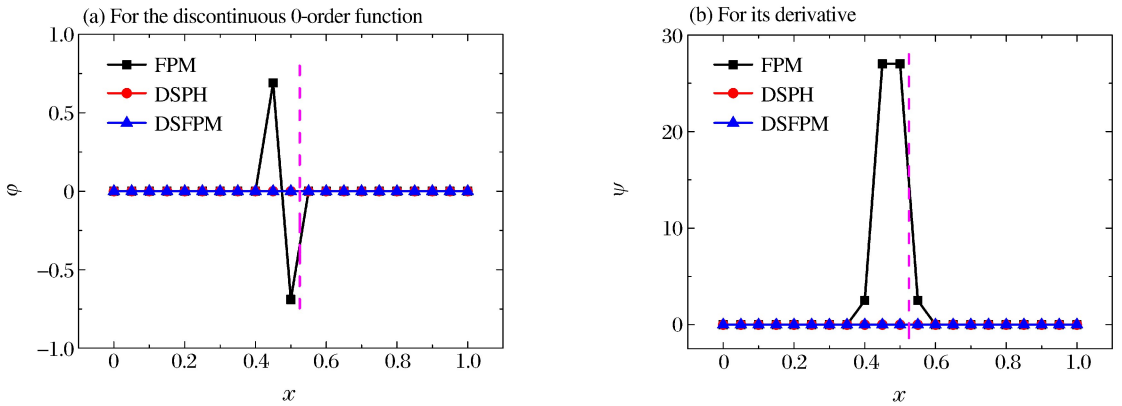 (a) For the discontinuous 0-order function
1.0
0.5
0
−0.5
−1.0
φ
FPM
DSPH
DSFPM
0 0.2 0.4 0.6 0.8 1.0
x
(b) For its derivative
30
20
10
0
ψ
FPM
DSPH
DSFPM
0 0.2 0.4 0.6 0.8 1.0
x